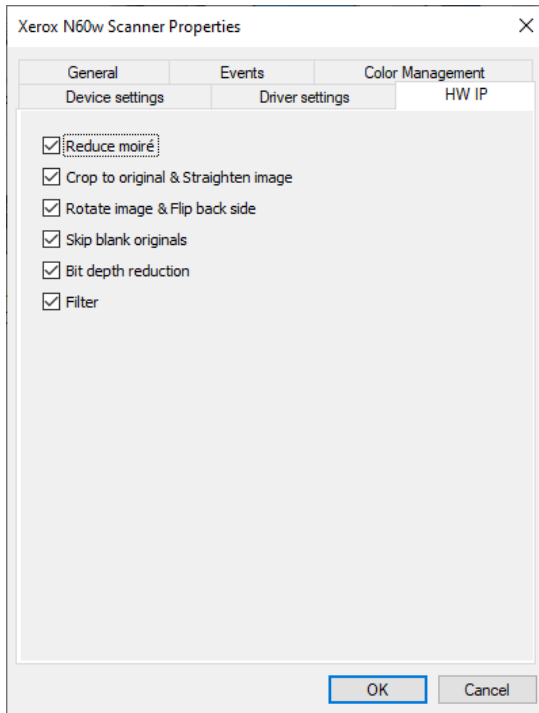 Xerox N60w Scanner Properties
General Events Color Management
Device settings Driver settings HW IP
Reduce moiré
Crop to original & Straighten image
Rotate image & Flip back side
Skip blank originals
Bit depth reduction
Filter
OK Cancel